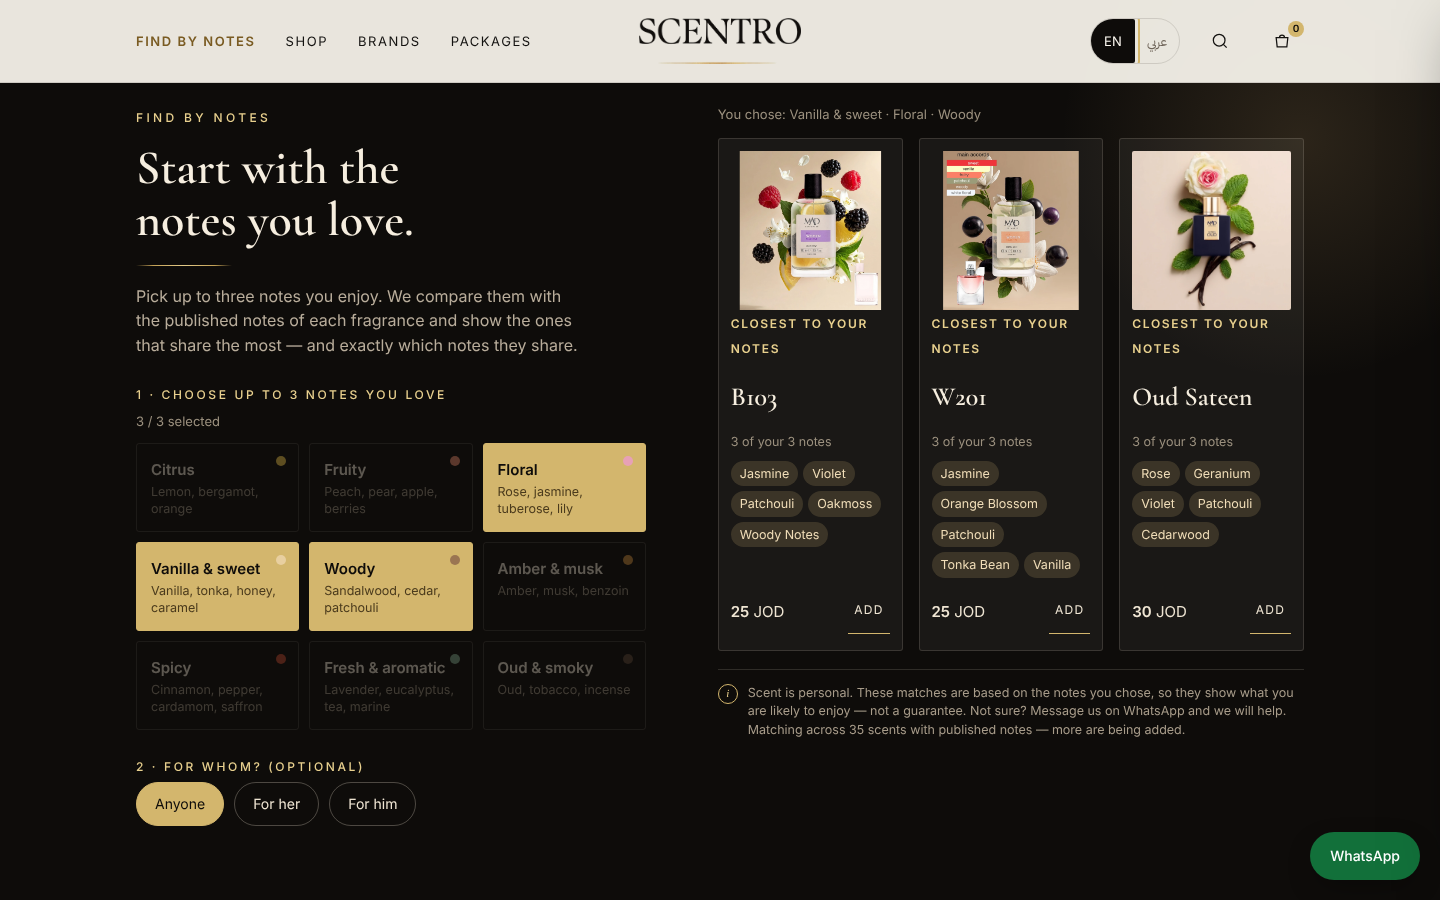 FIND BY NOTES
SHOP
BRANDS
PACKAGES
SCENTRO
EN
عربي
0
FIND BY NOTES
Start with the
notes you love.
Pick up to three notes you enjoy. We compare them with
the published notes of each fragrance and show the ones
that share the most — and exactly which notes they share.
1 · CHOOSE UP TO 3 NOTES YOU LOVE
3 / 3 selected
Citrus
Lemon, bergamot,
orange
Fruity
Peach, pear, apple,
berries
Floral
Rose, jasmine,
tuberose, lily
Vanilla & sweet
Vanilla, tonka, honey,
caramel
Woody
Sandalwood, cedar,
patchouli
Amber & musk
Amber, musk, benzoin
Spicy
Cinnamon, pepper,
cardamom, saffron
Fresh & aromatic
Lavender, eucalyptus,
tea, marine
Oud & smoky
Oud, tobacco, incense
2 · FOR WHOM? (OPTIONAL)
Anyone
For her
For him
You chose: Vanilla & sweet · Floral · Woody
MAD
CLOSEST TO YOUR
NOTES
B103
3 of your 3 notes
Jasmine
Violet
Patchouli
Oakmoss
Woody Notes
25 JOD
ADD
main accords
MAD
CLOSEST TO YOUR
NOTES
W201
3 of your 3 notes
Jasmine
Orange Blossom
Patchouli
Tonka Bean
Vanilla
25 JOD
ADD
MAD
CLOSEST TO YOUR
NOTES
Oud Sateen
3 of your 3 notes
Rose
Geranium
Violet
Patchouli
Cedarwood
30 JOD
ADD
i
Scent is personal. These matches are based on the notes you chose, so they show what you
are likely to enjoy — not a guarantee. Not sure? Message us on WhatsApp and we will help.
Matching across 35 scents with published notes — more are being added.
WhatsApp